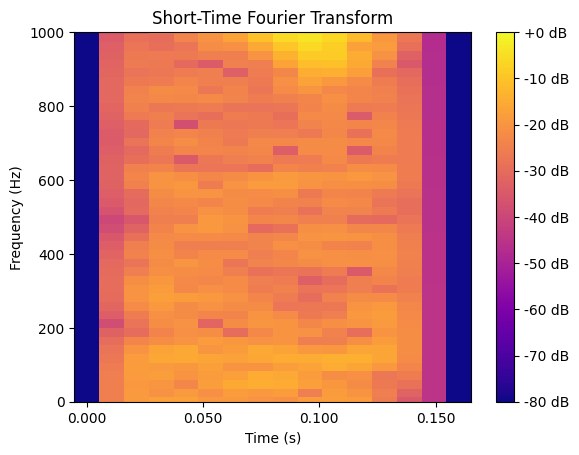 Short-Time Fourier Transform
1000
800
600
400
200
0
Frequency (Hz)
0.000
0.050
0.100
0.150
Time (s)
+0 dB
-10 dB
-20 dB
-30 dB
-40 dB
-50 dB
-60 dB
-70 dB
-80 dB